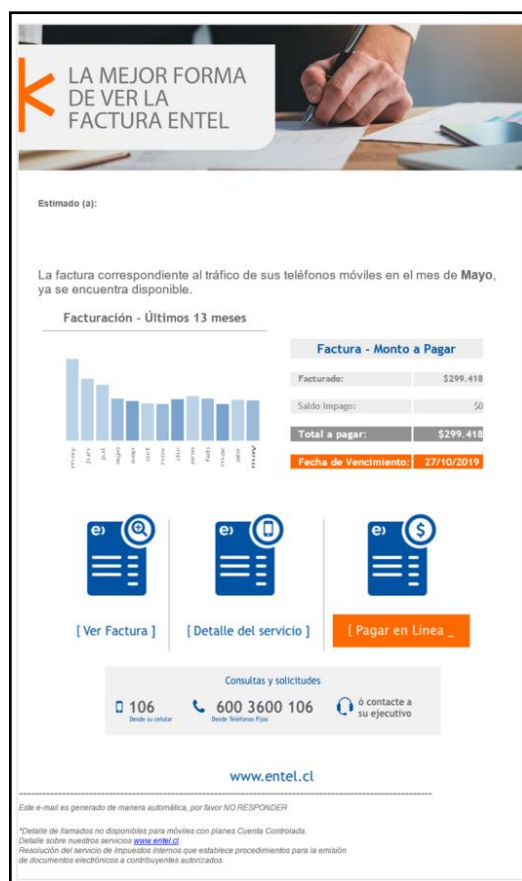 LA MEJOR FORMA
DE VER LA
FACTURA ENTEL
Estimado (a):
La factura correspondiente al tráfico de sus teléfonos móviles en el mes de Mayo,
ya se encuentra disponible.
Facturación - Últimos 13 meses
may jun jul ago sep oct nov dic ene feb mar abr may
Factura - Monto a Pagar
Facturado: $299.418
Saldo Impago: $0
Total a pagar: $299.418
Fecha de Vencimiento: 27/10/2019
e) e) e) $
[ Ver Factura ] [ Detalle del servicio ] [ Pagar en Línea _
Consultas y solicitudes
106 600 3600 106 ó contacte a
su ejecutivo
Desde su celular Desde Teléfonos Fijos
www.entel.cl
Este e-mail es generado de manera automática, por favor NO RESPONDER
*Detalle de llamados no disponibles para móviles con planes Cuenta Controlada.
Detalle sobre nuestros servicios www.entel.cl
Resolución del servicio de Impuestos Internos que establece procedimientos para la emisión
de documentos electrónicos a contribuyentes autorizados.